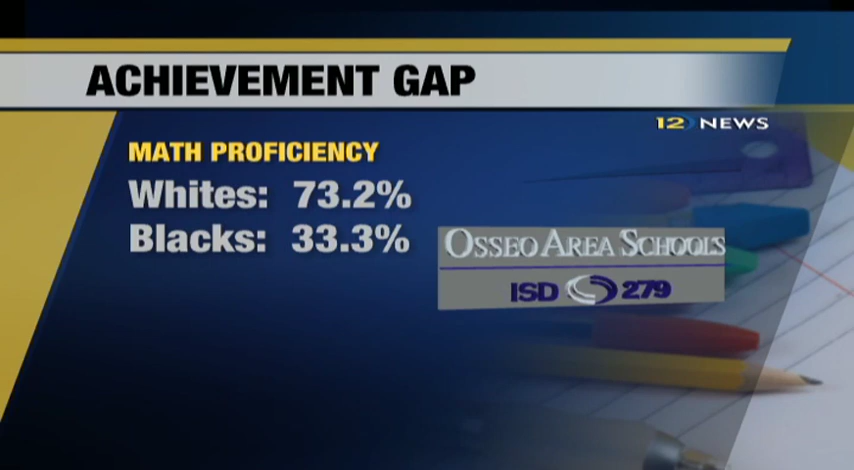 ACHIEVEMENT GAP
12 NEWS
MATH PROFICIENCY
Whites: 73.2%
Blacks: 33.3%
OSSEO AREA SCHOOLS
ISD 279